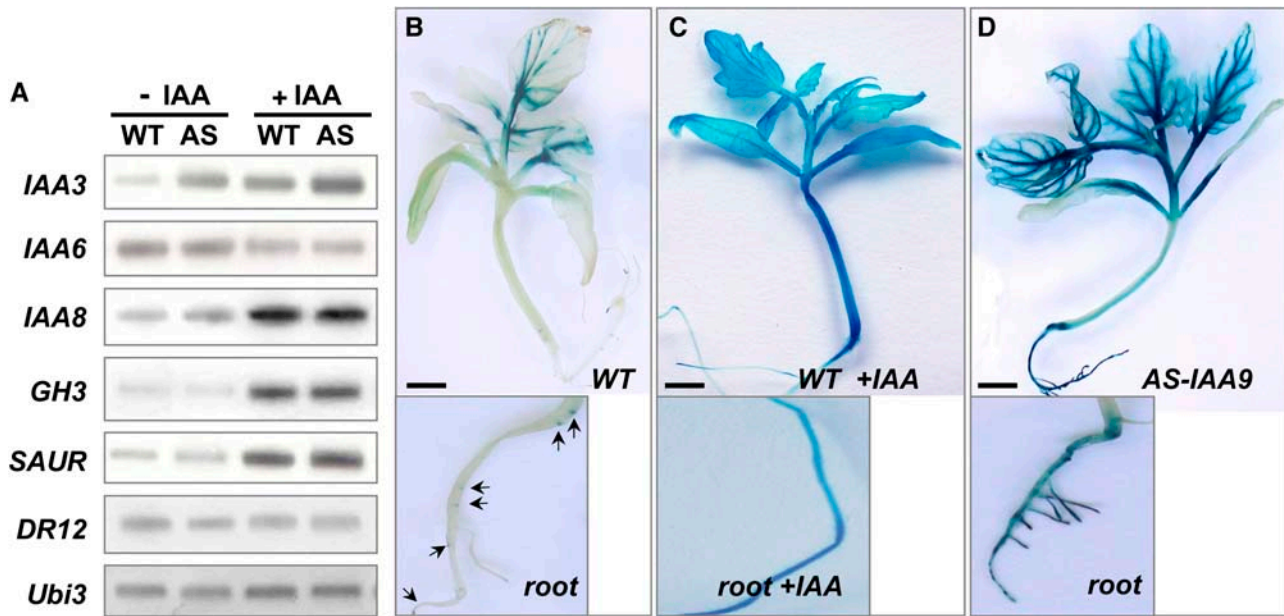 A
- IAA + IAA
WT AS WT AS
IAA3
IAA6
IAA8
GH3
SAUR
DR12
Ubi3
B
WT
root
C
WT +IAA
root +IAA
D
AS-IAA9
root